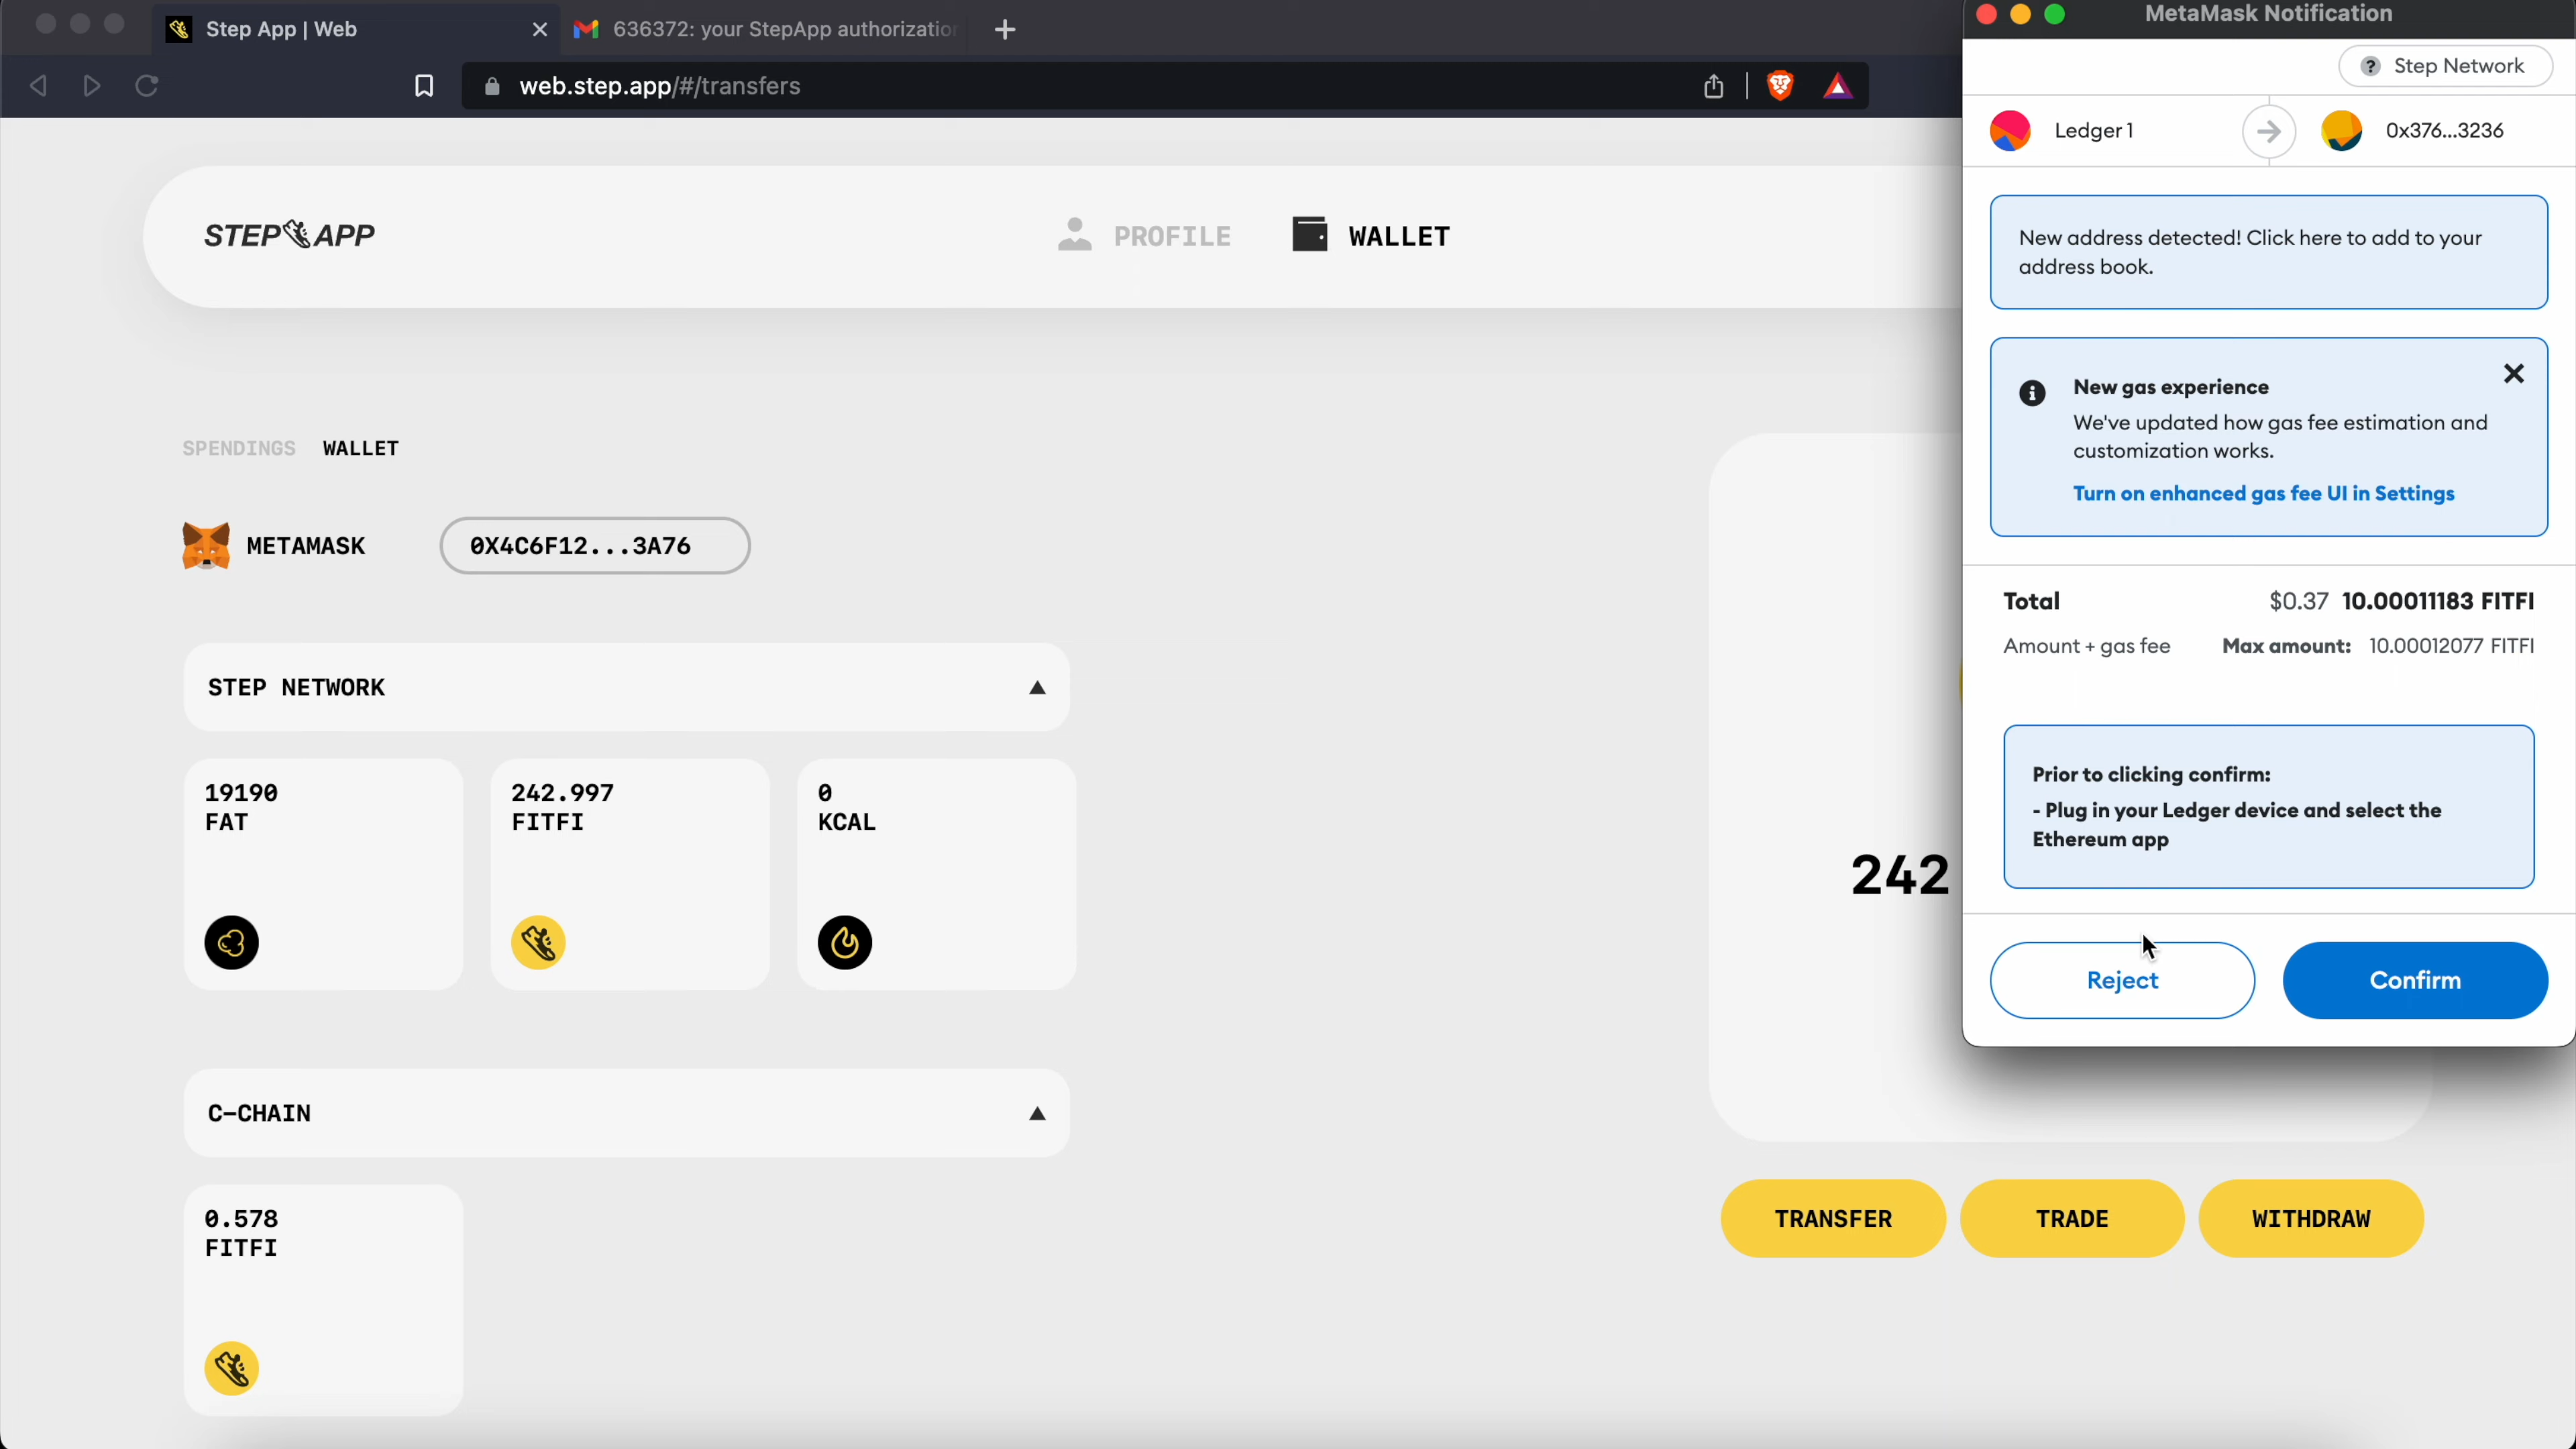 Step App | Web
636372: your StepApp authorization
web.step.app/#/transfers
STEP APP
PROFILE
WALLET
SPENDINGS
WALLET
METAMASK
0X4C6F12...3A76
STEP NETWORK
19190
FAT
242.997
FITFI
0
KCAL
C-CHAIN
0.578
FITFI
242
TRANSFER
TRADE
WITHDRAW
MetaMask Notification
? Step Network
Ledger 1
0x376...3236
New address detected! Click here to add to your
address book.
New gas experience
We've updated how gas fee estimation and
customization works.
Turn on enhanced gas fee UI in Settings
Total
$0.37 10.00011183 FITFI
Amount + gas fee
Max amount: 10.00012077 FITFI
Prior to clicking confirm:
- Plug in your Ledger device and select the
Ethereum app
Reject
Confirm